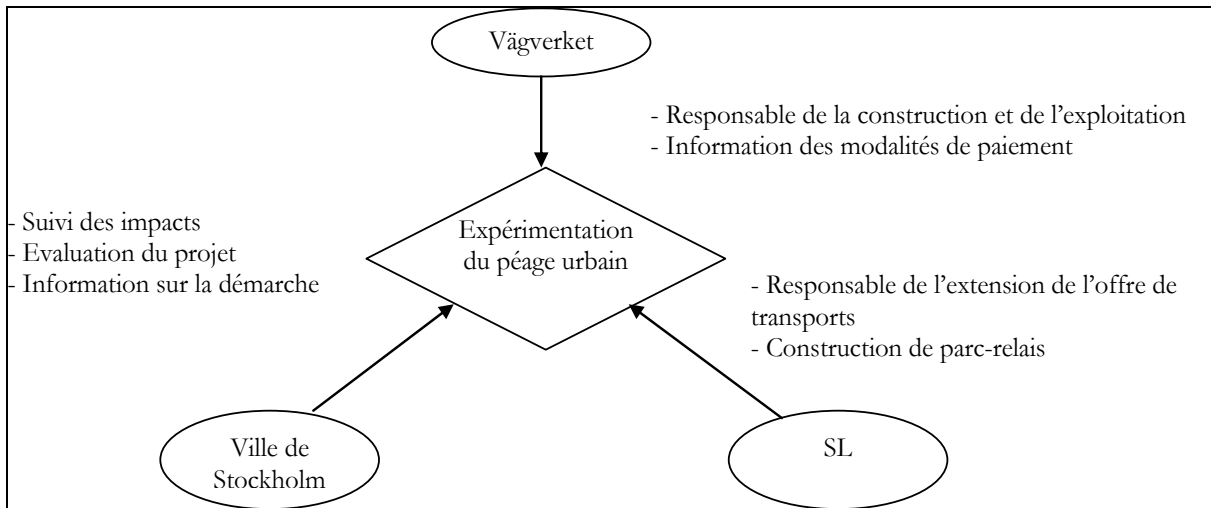 Vägverket
- Responsable de la construction et de l'exploitation
- Information des modalités de paiement
- Suivi des impacts
- Evaluation du projet
- Information sur la démarche
Expérimentation
du péage urbain
- Responsable de l'extension de l'offre de
transports
- Construction de parc-relais
Ville de
Stockholm
SL